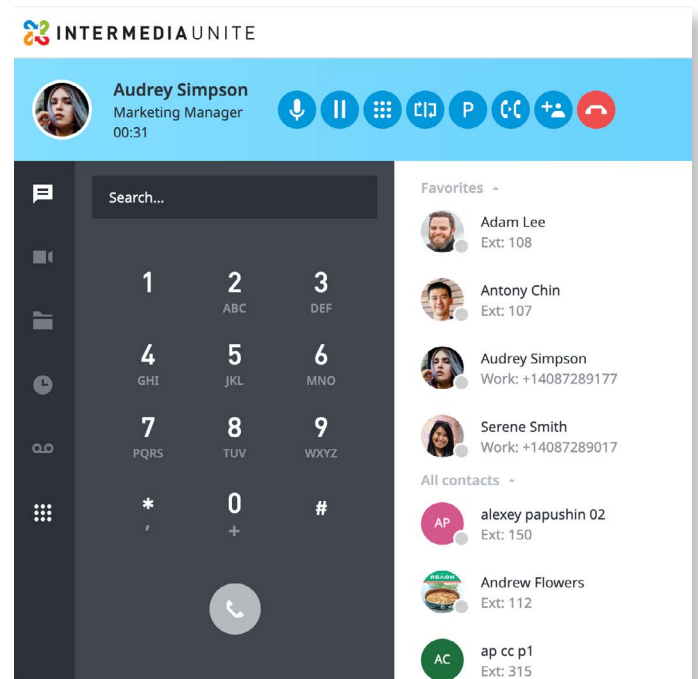 INTERMEDIA UNITE
Audrey Simpson
Marketing Manager
00:31
P
Search...
1
2
ABC
3
DEF
4
GHI
5
JKL
6
MNO
7
PQRS
8
TUV
9
WXYZ
*
,
0
+
#
Favorites
Adam Lee
Ext: 108
Antony Chin
Ext: 107
Audrey Simpson
Work: +14087289177
Serene Smith
Work: +14087289017
All contacts
AP
alexey papushin 02
Ext: 150
Andrew Flowers
Ext: 112
AC
ap cc p1
Ext: 315